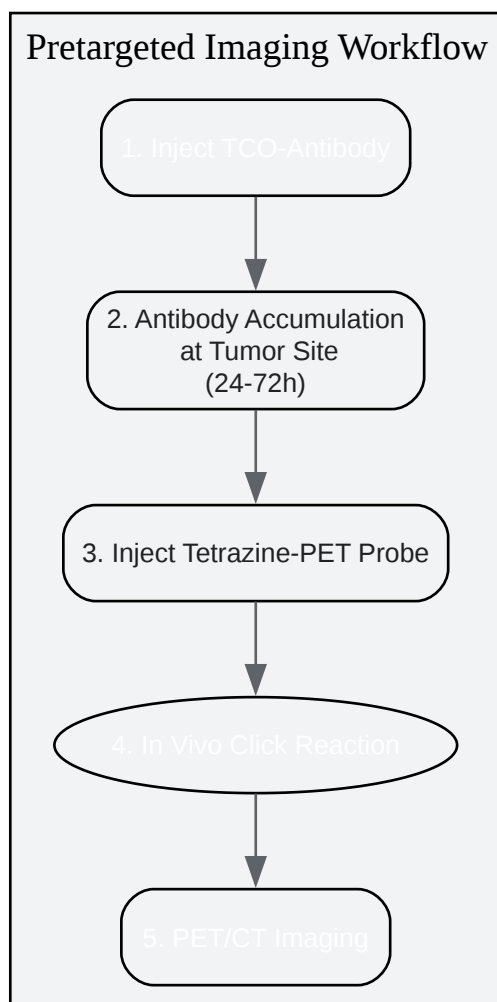 Pretargeted Imaging Workflow
1. Inject TCO-Antibody
2. Antibody Accumulation
at Tumor Site
(24-72h)
3. Inject Tetrazine-PET Probe
4. In Vivo Click Reaction
5. PET/CT Imaging